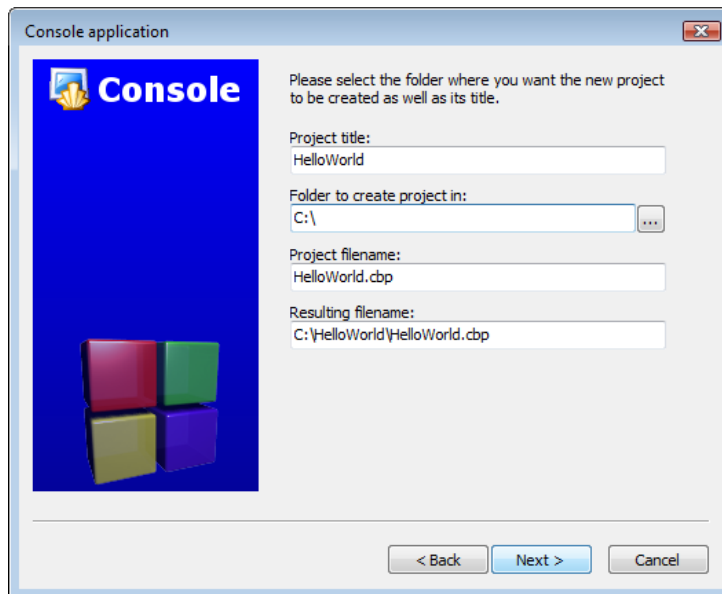 Console application
Console
Please select the folder where you want the new project
to be created as well as its title.
Project title:
HelloWorld
Folder to create project in:
C:\
...
Project filename:
HelloWorld.cbp
Resulting filename:
C:\HelloWorld\HelloWorld.cbp
< Back
Next >
Cancel